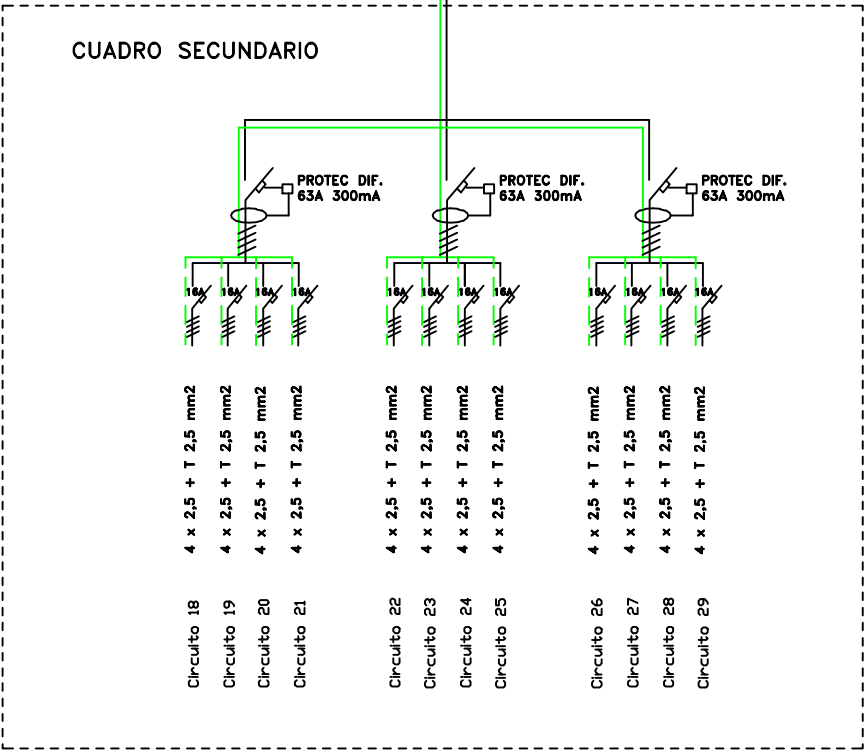 CUADRO SECUNDARIO
PROTEC DIF.
63A 300mA
PROTEC DIF.
63A 300mA
PROTEC DIF.
63A 300mA
16A
16A
16A
16A
16A
16A
16A
16A
16A
16A
16A
16A
4 x 2,5 + T 2,5 mm2
4 x 2,5 + T 2,5 mm2
4 x 2,5 + T 2,5 mm2
4 x 2,5 + T 2,5 mm2
4 x 2,5 + T 2,5 mm2
4 x 2,5 + T 2,5 mm2
4 x 2,5 + T 2,5 mm2
4 x 2,5 + T 2,5 mm2
4 x 2,5 + T 2,5 mm2
4 x 2,5 + T 2,5 mm2
4 x 2,5 + T 2,5 mm2
4 x 2,5 + T 2,5 mm2
Circuito 18
Circuito 19
Circuito 20
Circuito 21
Circuito 22
Circuito 23
Circuito 24
Circuito 25
Circuito 26
Circuito 27
Circuito 28
Circuito 29